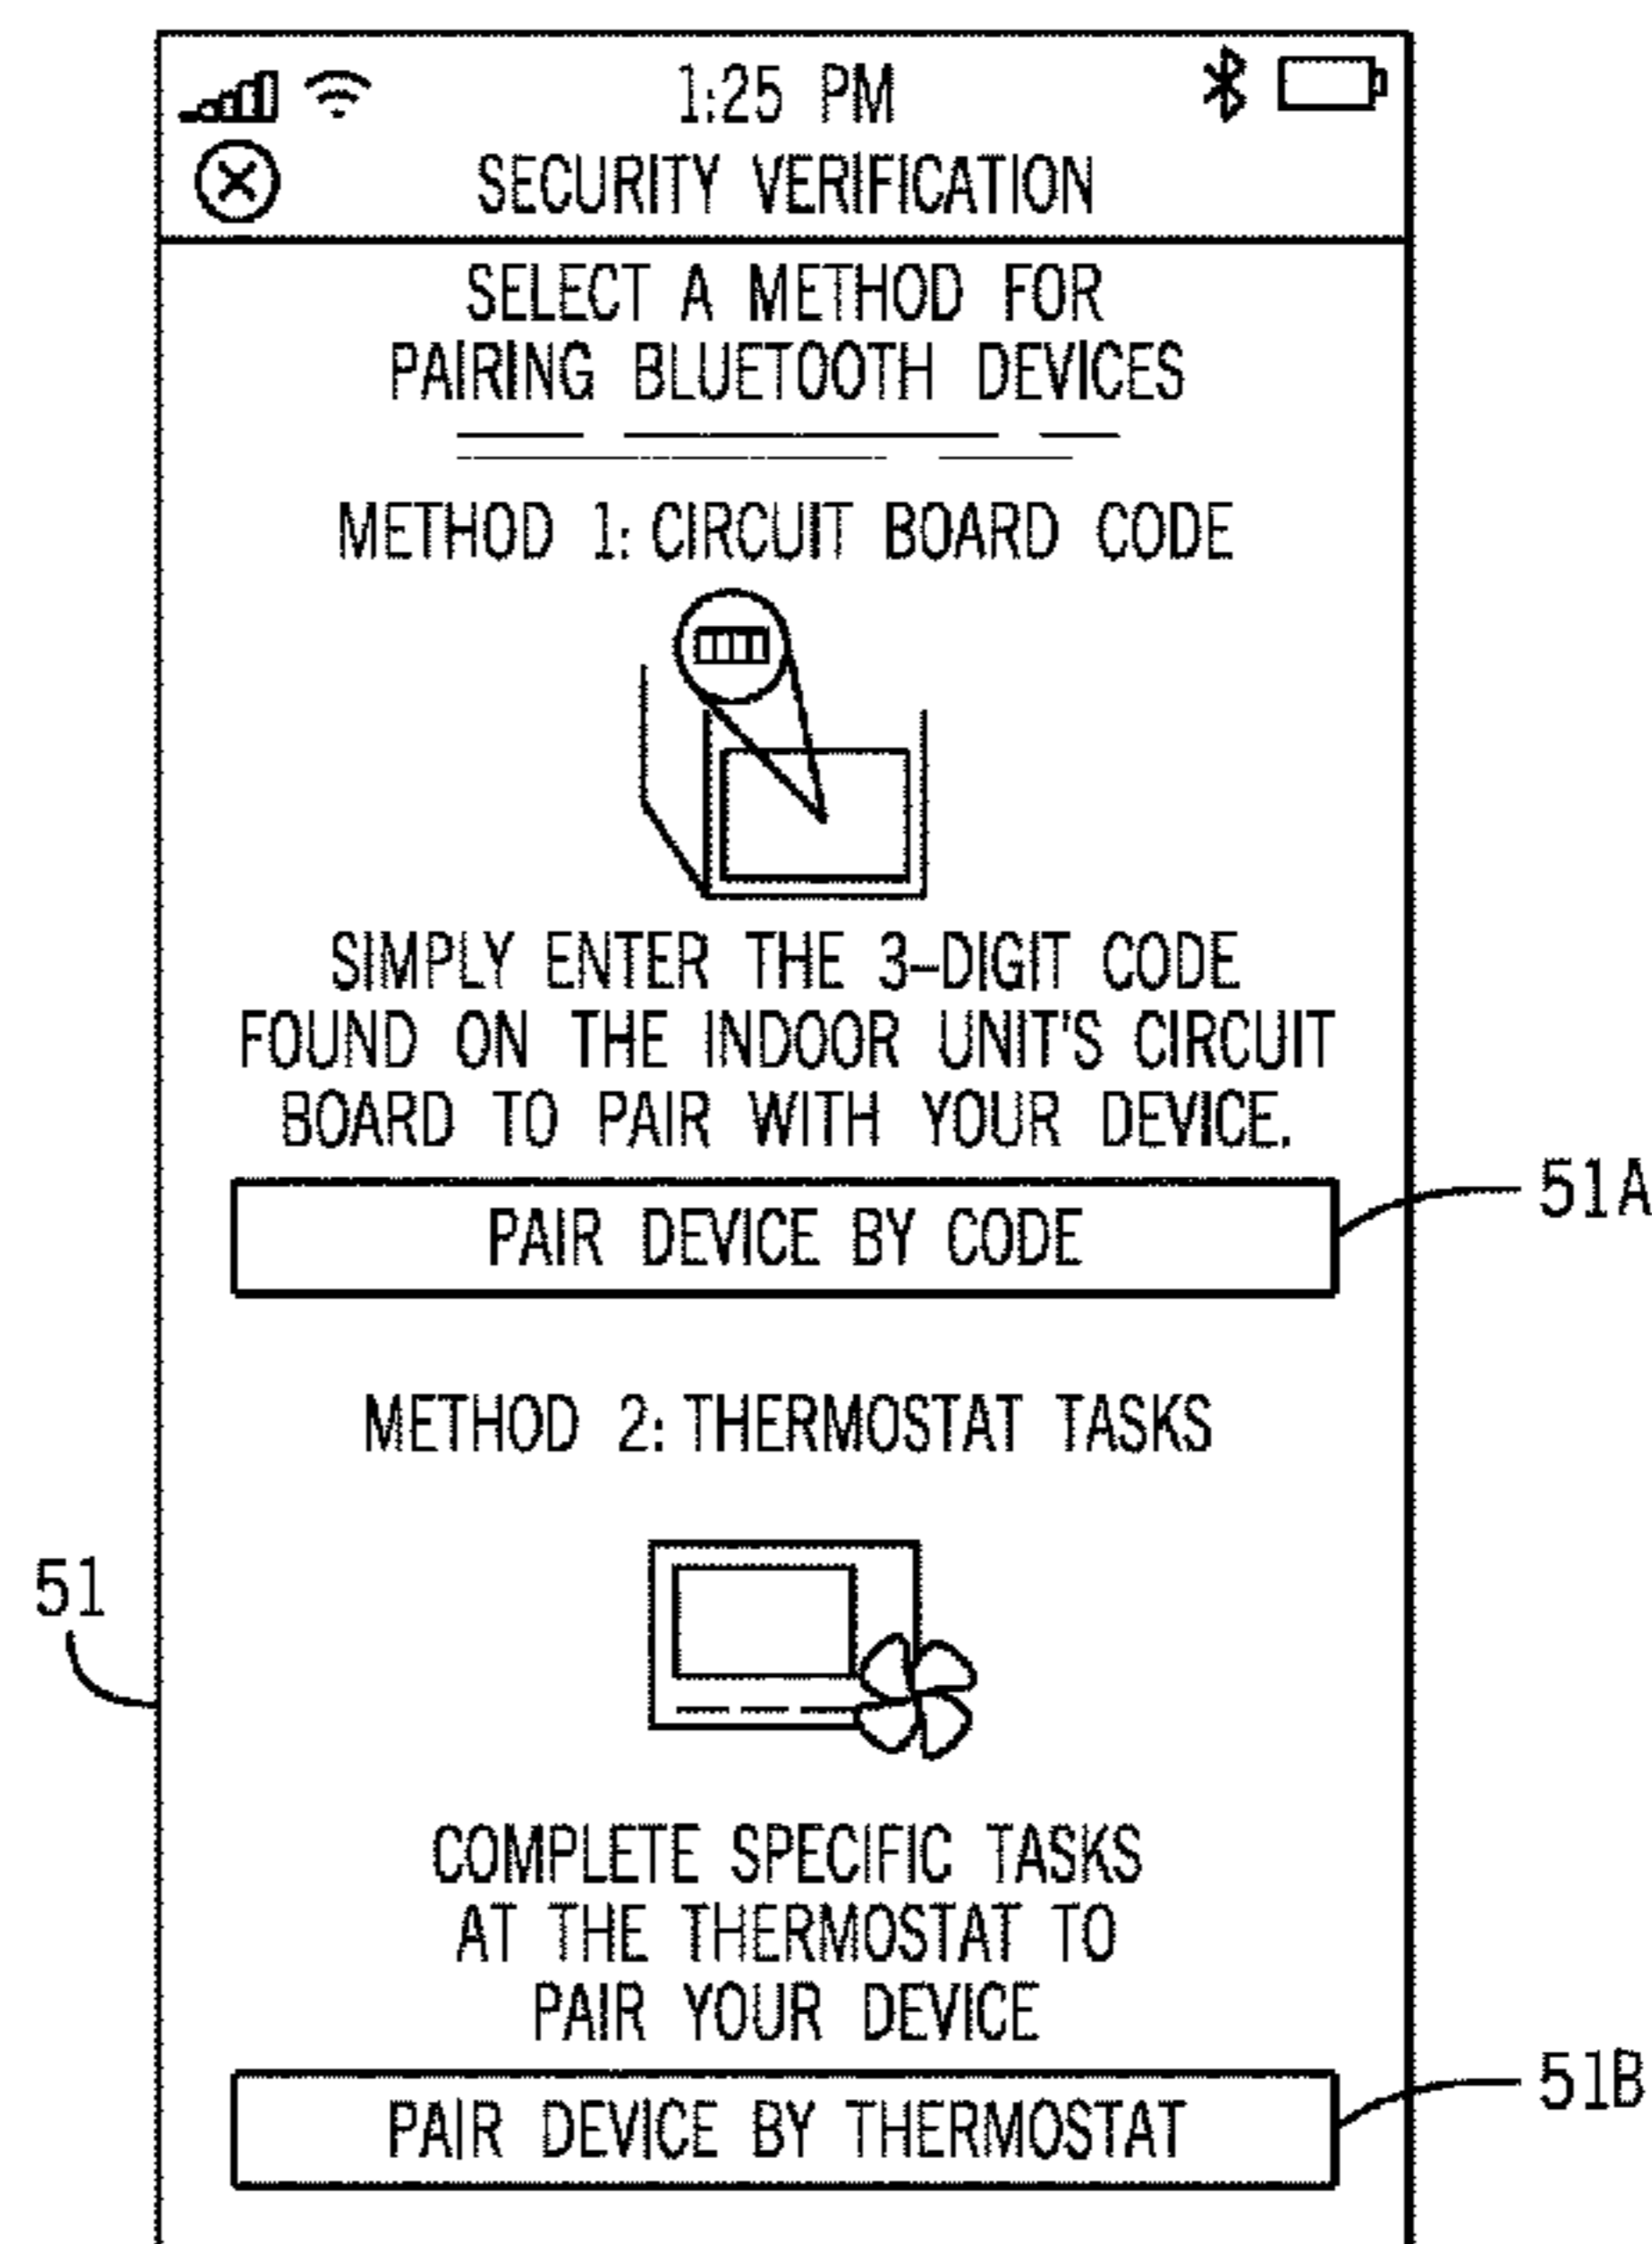 1:25 PM
SECURITY VERIFICATION
SELECT A METHOD FOR
PAIRING BLUETOOTH DEVICES
METHOD 1: CIRCUIT BOARD CODE
SIMPLY ENTER THE 3-DIGIT CODE
FOUND ON THE INDOOR UNIT'S CIRCUIT
BOARD TO PAIR WITH YOUR DEVICE.
PAIR DEVICE BY CODE
51A
METHOD 2: THERMOSTAT TASKS
51
COMPLETE SPECIFIC TASKS
AT THE THERMOSTAT TO
PAIR YOUR DEVICE
PAIR DEVICE BY THERMOSTAT
51B